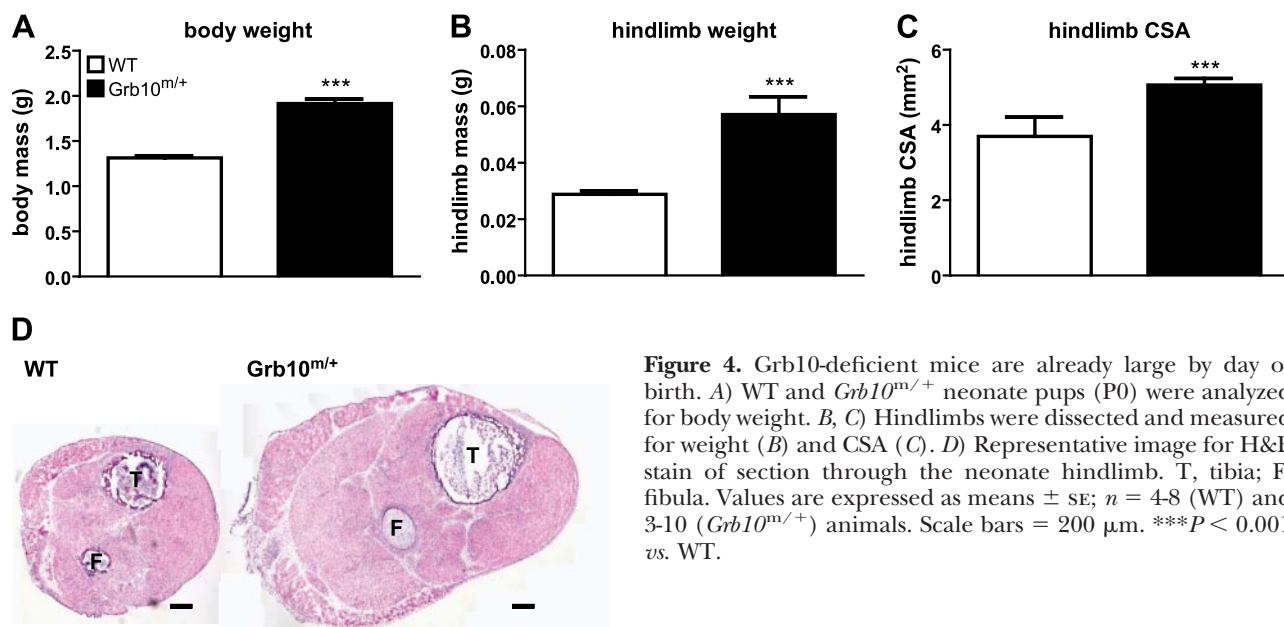 A
body weight
2.5
2.0
1.5
1.0
0.5
0.0
body mass (g)
WT
Grb10m/+
***
B
hindlimb weight
0.08
0.06
0.04
0.02
0.00
hindlimb mass (g)
***
C
hindlimb CSA
6
4
2
0
hindlimb CSA (mm2)
***
D
WT
T
F
Grb10m/+
T
F
Figure 4. Grb10-deficient mice are already large by day o
birth. A) WT and Grb10m/+ neonate pups (P0) were analyzed
for body weight. B, C) Hindlimbs were dissected and measured
for weight (B) and CSA (C). D) Representative image for H&E
stain of section through the neonate hindlimb. T, tibia; F
fibula. Values are expressed as means ± SE; n = 4-8 (WT) and
3-10 (Grb10m/+) animals. Scale bars = 200 μm. ***P < 0.001
vs. WT.